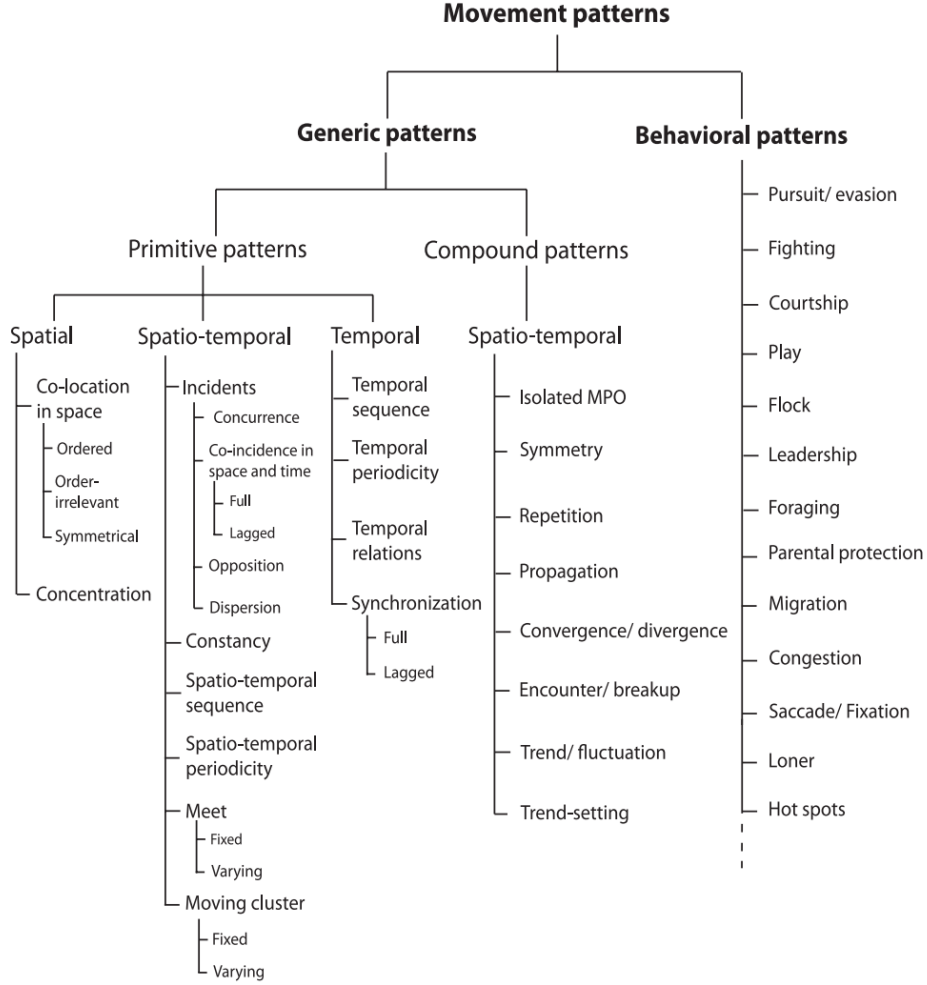 Movement patterns
Generic patterns
Behavioral patterns
Primitive patterns
Compound patterns
Spatial
Co-location
in space
Ordered
Order-
irrelevant
Symmetrical
Concentration
Spatio-temporal
Incidents
Concurrence
Co-incidence in
space and time
Full
Lagged
Opposition
Dispersion
Constancy
Spatio-temporal
sequence
Spatio-temporal
periodicity
Meet
Fixed
Varying
Moving cluster
Fixed
Varying
Temporal
Temporal
sequence
Temporal
periodicity
Temporal
relations
Synchronization
Full
Lagged
Spatio-temporal
Isolated MPO
Symmetry
Repetition
Propagation
Convergence/ divergence
Encounter/ breakup
Trend/ fluctuation
Trend-setting
Pursuit/ evasion
Fighting
Courtship
Play
Flock
Leadership
Foraging
Parental protection
Migration
Congestion
Saccade/ Fixation
Loner
Hot spots